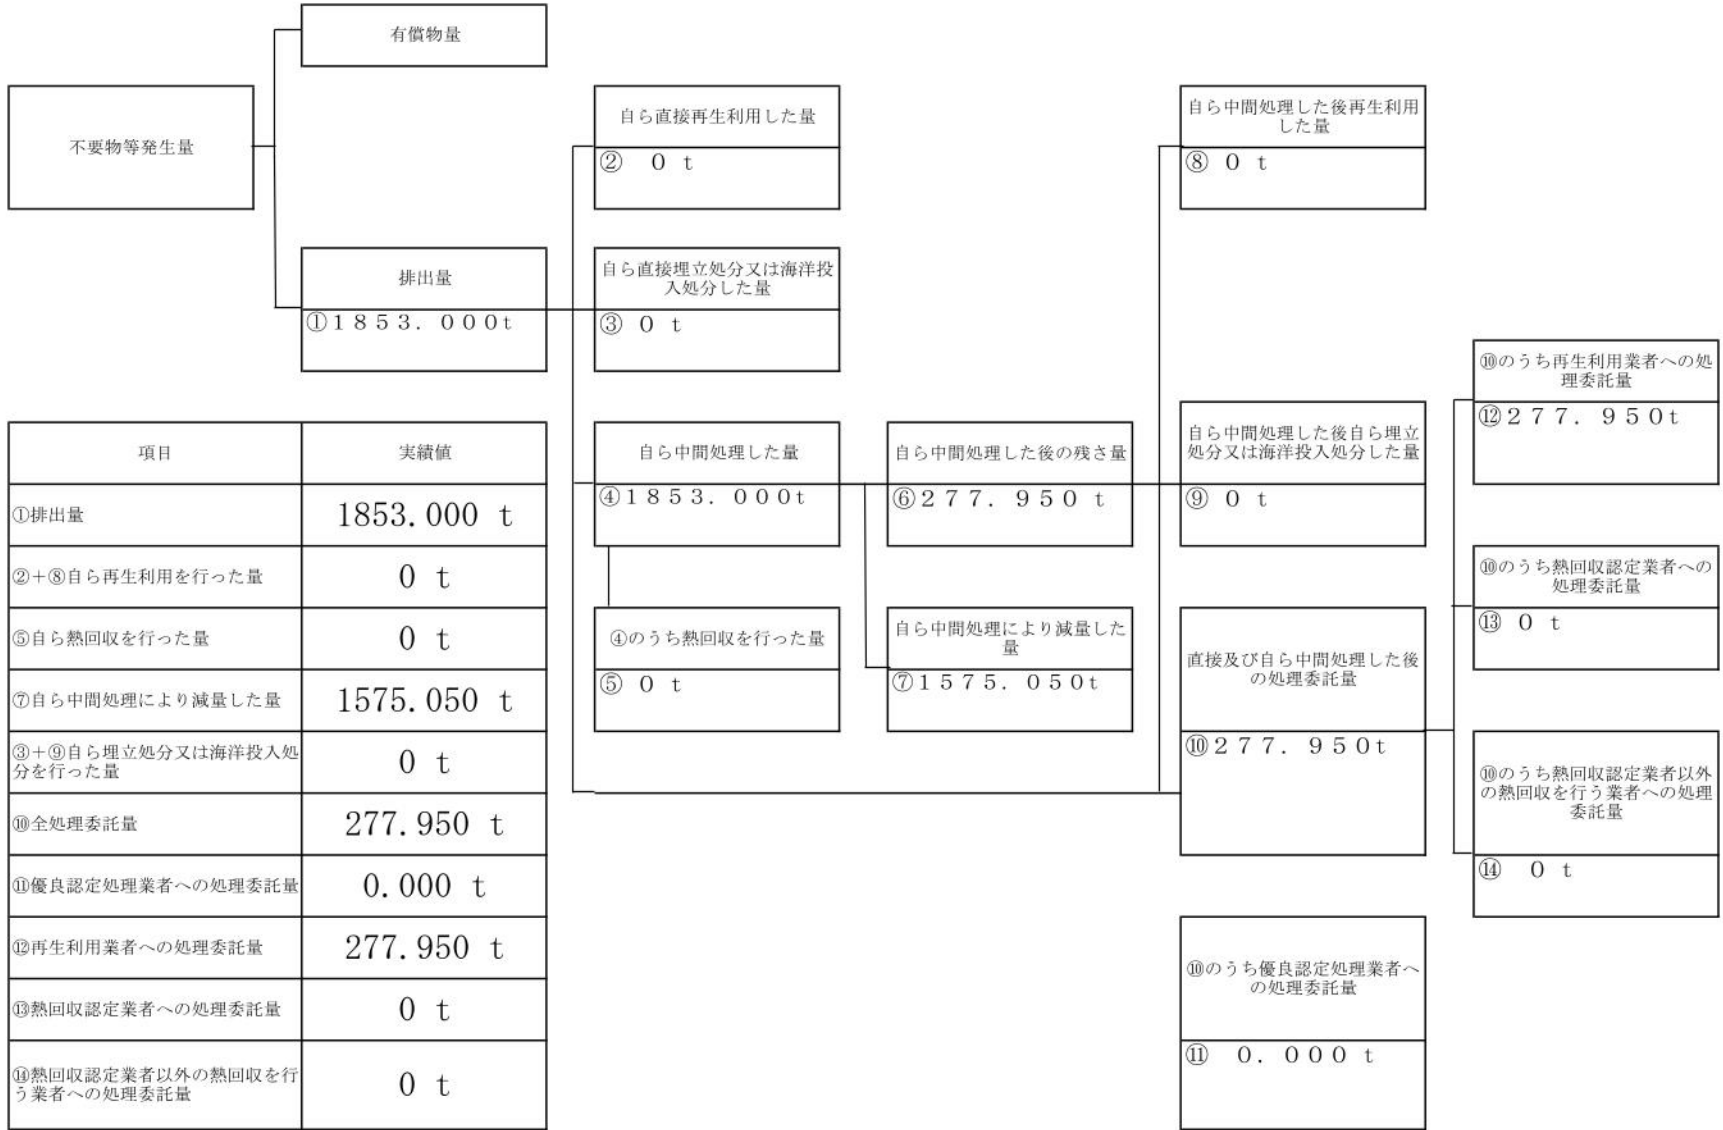 有償物量
不要物等発生量
自ら直接再生利用した量
② 0 t
自ら中間処理した後再生利用
した量
⑧ 0 t
排出量
①1853.000t
自ら直接埋立処分又は海洋投
入処分した量
③ 0 t
⑩のうち再生利用業者への処
理委託量
⑫277.950t
自ら中間処理した量
④1853.000t
自ら中間処理した後の残さ量
⑥277.950 t
自ら中間処理した後自ら埋立
処分又は海洋投入処分した量
⑨ 0 t
⑩のうち熱回収認定業者への
処理委託量
⑬ 0 t
④のうち熱回収を行った量
⑤ 0 t
自ら中間処理により減量した
量
⑦1575.050t
直接及び自ら中間処理した後
の処理委託量
⑩277.950t
⑩のうち熱回収認定業者以外
の熱回収を行う業者への処理
委託量
⑭ 0 t
⑩のうち優良認定処理業者へ
の処理委託量
⑪ 0.000 t
項目 実績値
①排出量 1853.000 t
②+⑧自ら再生利用を行った量 0 t
⑤自ら熱回収を行った量 0 t
⑦自ら中間処理により減量した量 1575.050 t
③+⑨自ら埋立処分又は海洋投入処
分を行った量 0 t
⑩全処理委託量 277.950 t
⑪優良認定処理業者への処理委託量 0.000 t
⑫再生利用業者への処理委託量 277.950 t
⑬熱回収認定業者への処理委託量 0 t
⑭熱回収認定業者以外の熱回収を行
う業者への処理委託量 0 t